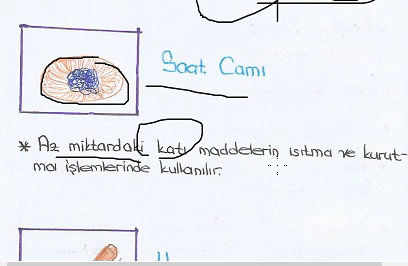 Saat Camı
* Az miktardaki katı maddelerin ısıtma ve kurut-
ma işlemlerinde kullanılır.